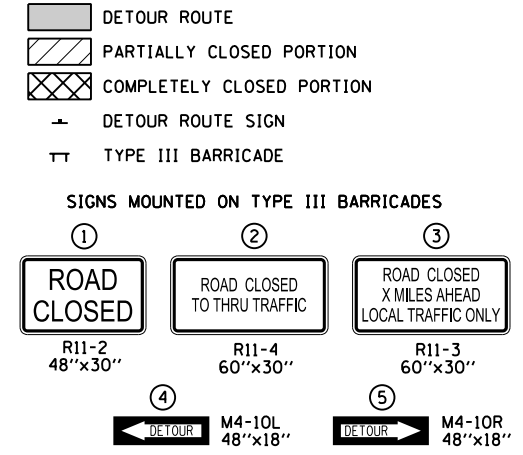 DETOUR ROUTE
PARTIALLY CLOSED PORTION
COMPLETELY CLOSED PORTION
DETOUR ROUTE SIGN
TYPE III BARRICADE
SIGNS MOUNTED ON TYPE III BARRICADES
1 2 3
ROAD
CLOSED
R11-2
48''x30''
ROAD CLOSED
TO THRU TRAFFIC
R11-4
60''x30''
ROAD CLOSED
X MILES AHEAD
LOCAL TRAFFIC ONLY
R11-3
60''x30''
4
DETOUR
M4-10L
48''x18''
5
DETOUR
M4-10R
48''x18''